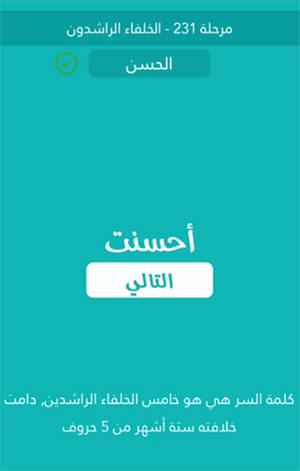 مرحلة 231 - الخلفاء الراشدون
الحسن
أحسنت
التالي
كلمة السر هي هو خامس الخلفاء الراشدين, دامت
خلافته ستة أشهر من 5 حروف